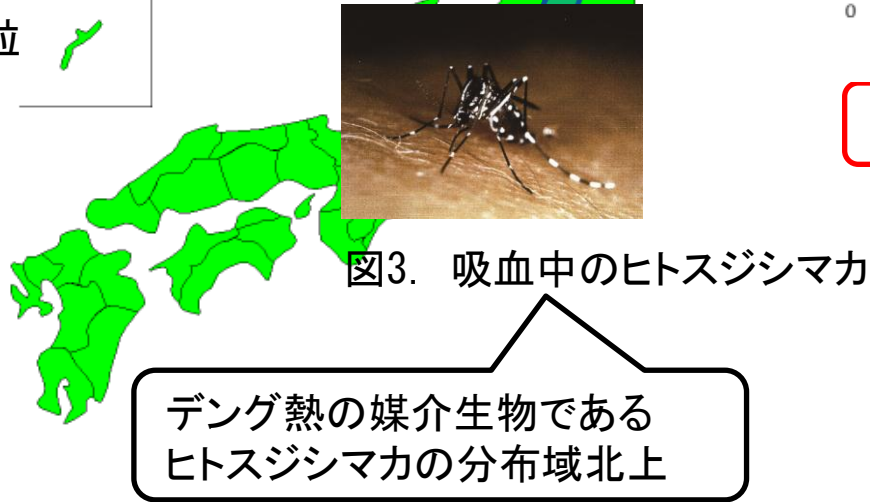 位
0
図3. 吸血中のヒトスジシマカ
デング熱の媒介生物である
ヒトスジシマカの分布域北上